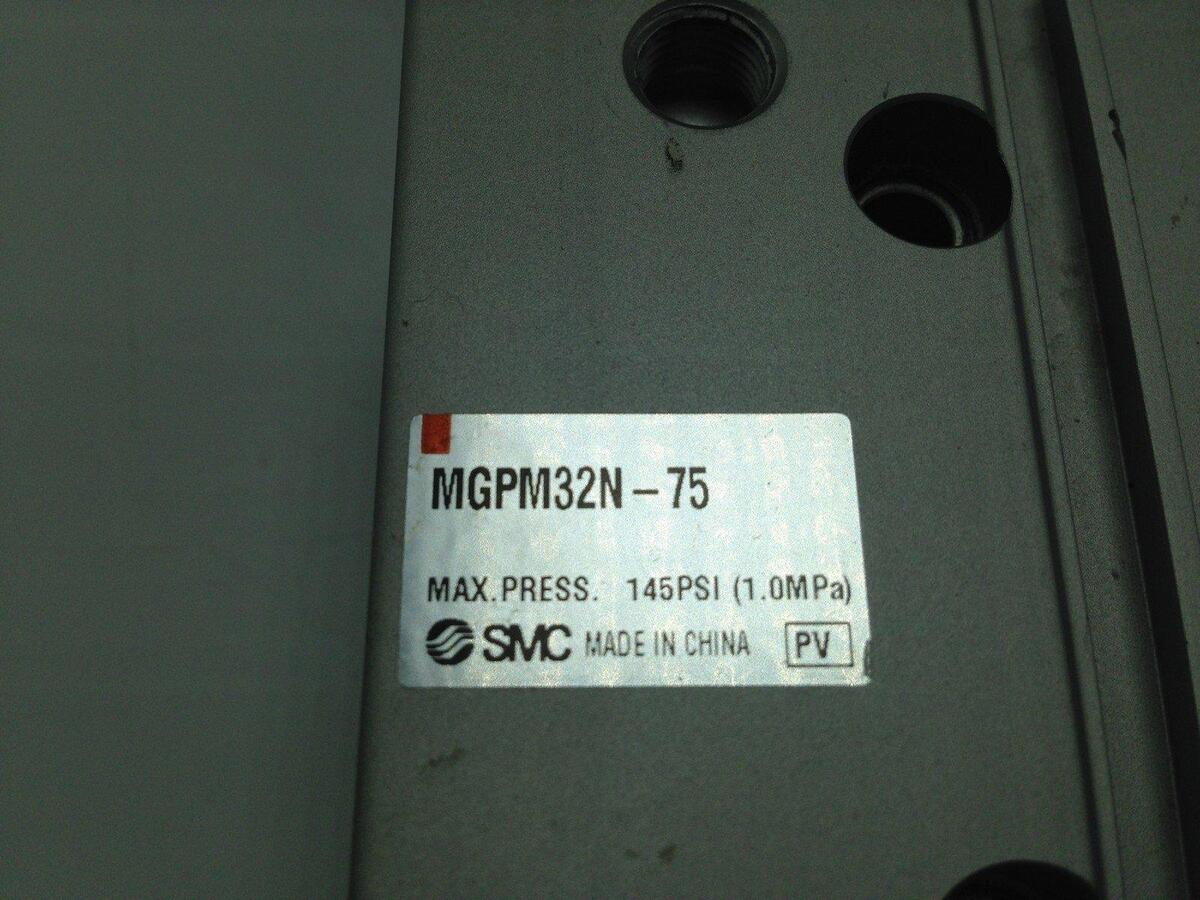 MGPM32N-75
MAX.PRESS. 145PSI (1.0MPa)
SMC MADE IN CHINA PV